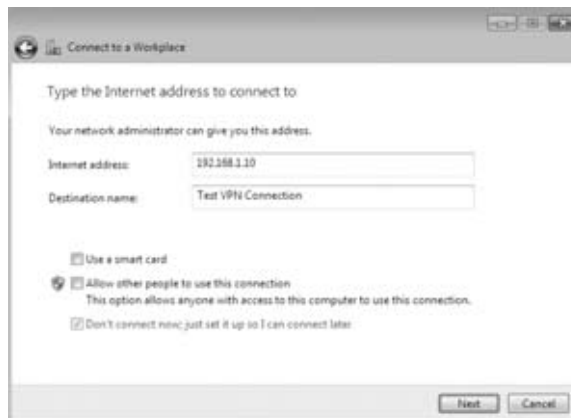 Connect to a Workplace
Type the Internet address to connect to
Your network administrator can give you this address.
Internet address:
192.168.1.10
Destination name:
Test VPN Connection
Use a smart card
Allow other people to use this connection
This option allows anyone with access to this computer to use this connection.
Don't connect now; just set it up so I can connect later
Next
Cancel